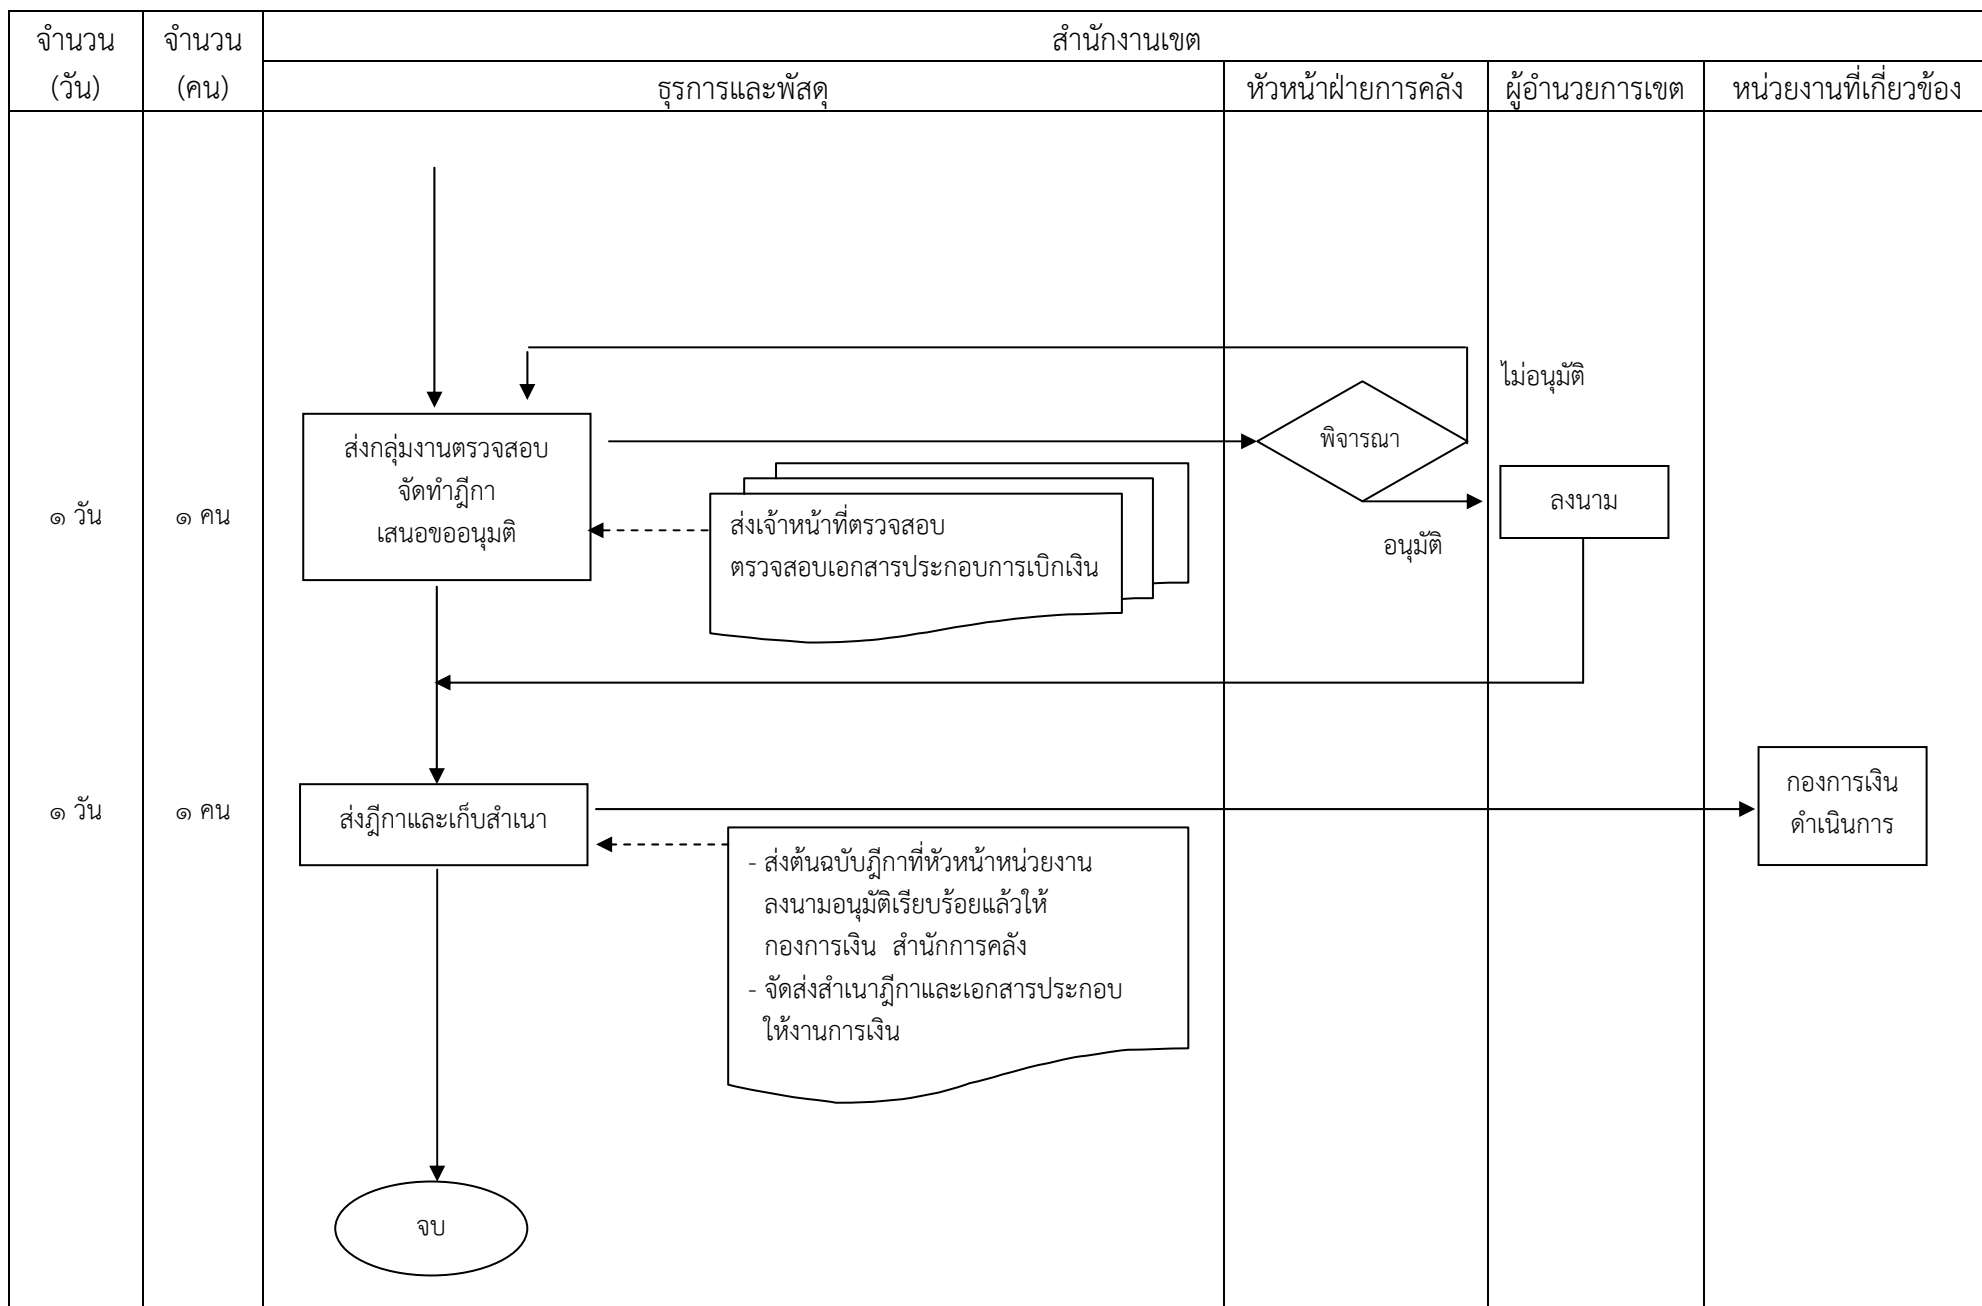 จำนวน
(วัน)
จำนวน
(คน)
สำนักงานเขต
ธุรการและพัสดุ
หัวหน้าฝ่ายการคลัง
ผู้อำนวยการเขต
หน่วยงานที่เกี่ยวข้อง
ไม่อนุมัติ
๑ วัน
๑ คน
ส่งกลุ่มงานตรวจสอบ
จัดทำฎีกา
เสนอขออนุมติ
พิจารณา
อนุมัติ
ลงนาม
ส่งเจ้าหน้าที่ตรวจสอบ
ตรวจสอบเอกสารประกอบการเบิกเงิน
๑ วัน
๑ คน
ส่งฎีกาและเก็บสำเนา
กองการเงิน
ดำเนินการ
- ส่งต้นฉบับฎีกาที่หัวหน้าหน่วยงาน
ลงนามอนุมัติเรียบร้อยแล้วให้
กองการเงิน สำนักการคลัง
- จัดส่งสำเนาฎีกาและเอกสารประกอบ
ให้งานการเงิน
จบ